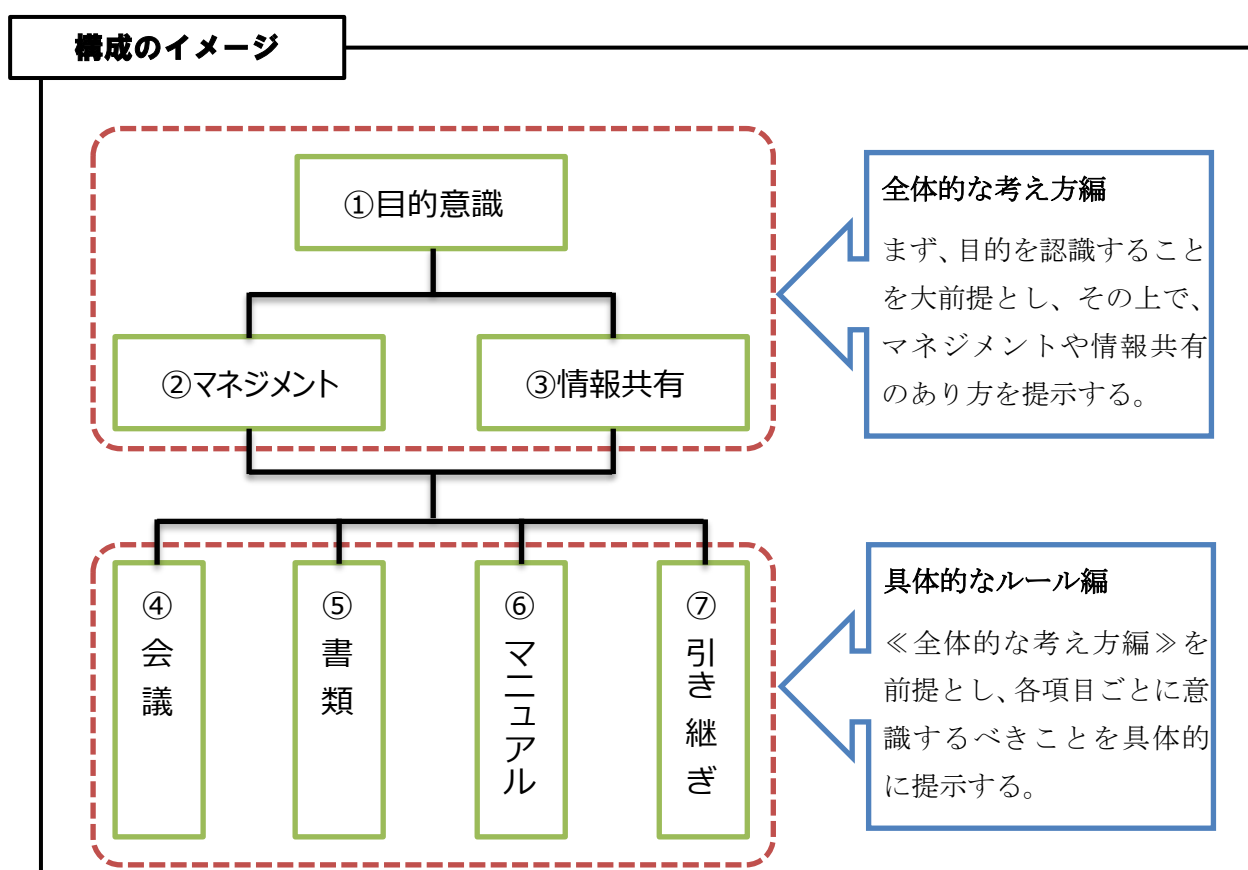 構成のイメージ
①目的意識
②マネジメント
③情報共有
全体的な考え方編
まず、目的を認識すること
を大前提とし、その上で、
マネジメントや情報共有
のあり方を提示する。
④会議
⑤書類
⑥マニュアル
⑦引き継ぎ
具体的なルール編
≪全体的な考え方編≫を
前提とし、各項目ごとに意
識するべきことを具体的
に提示する。